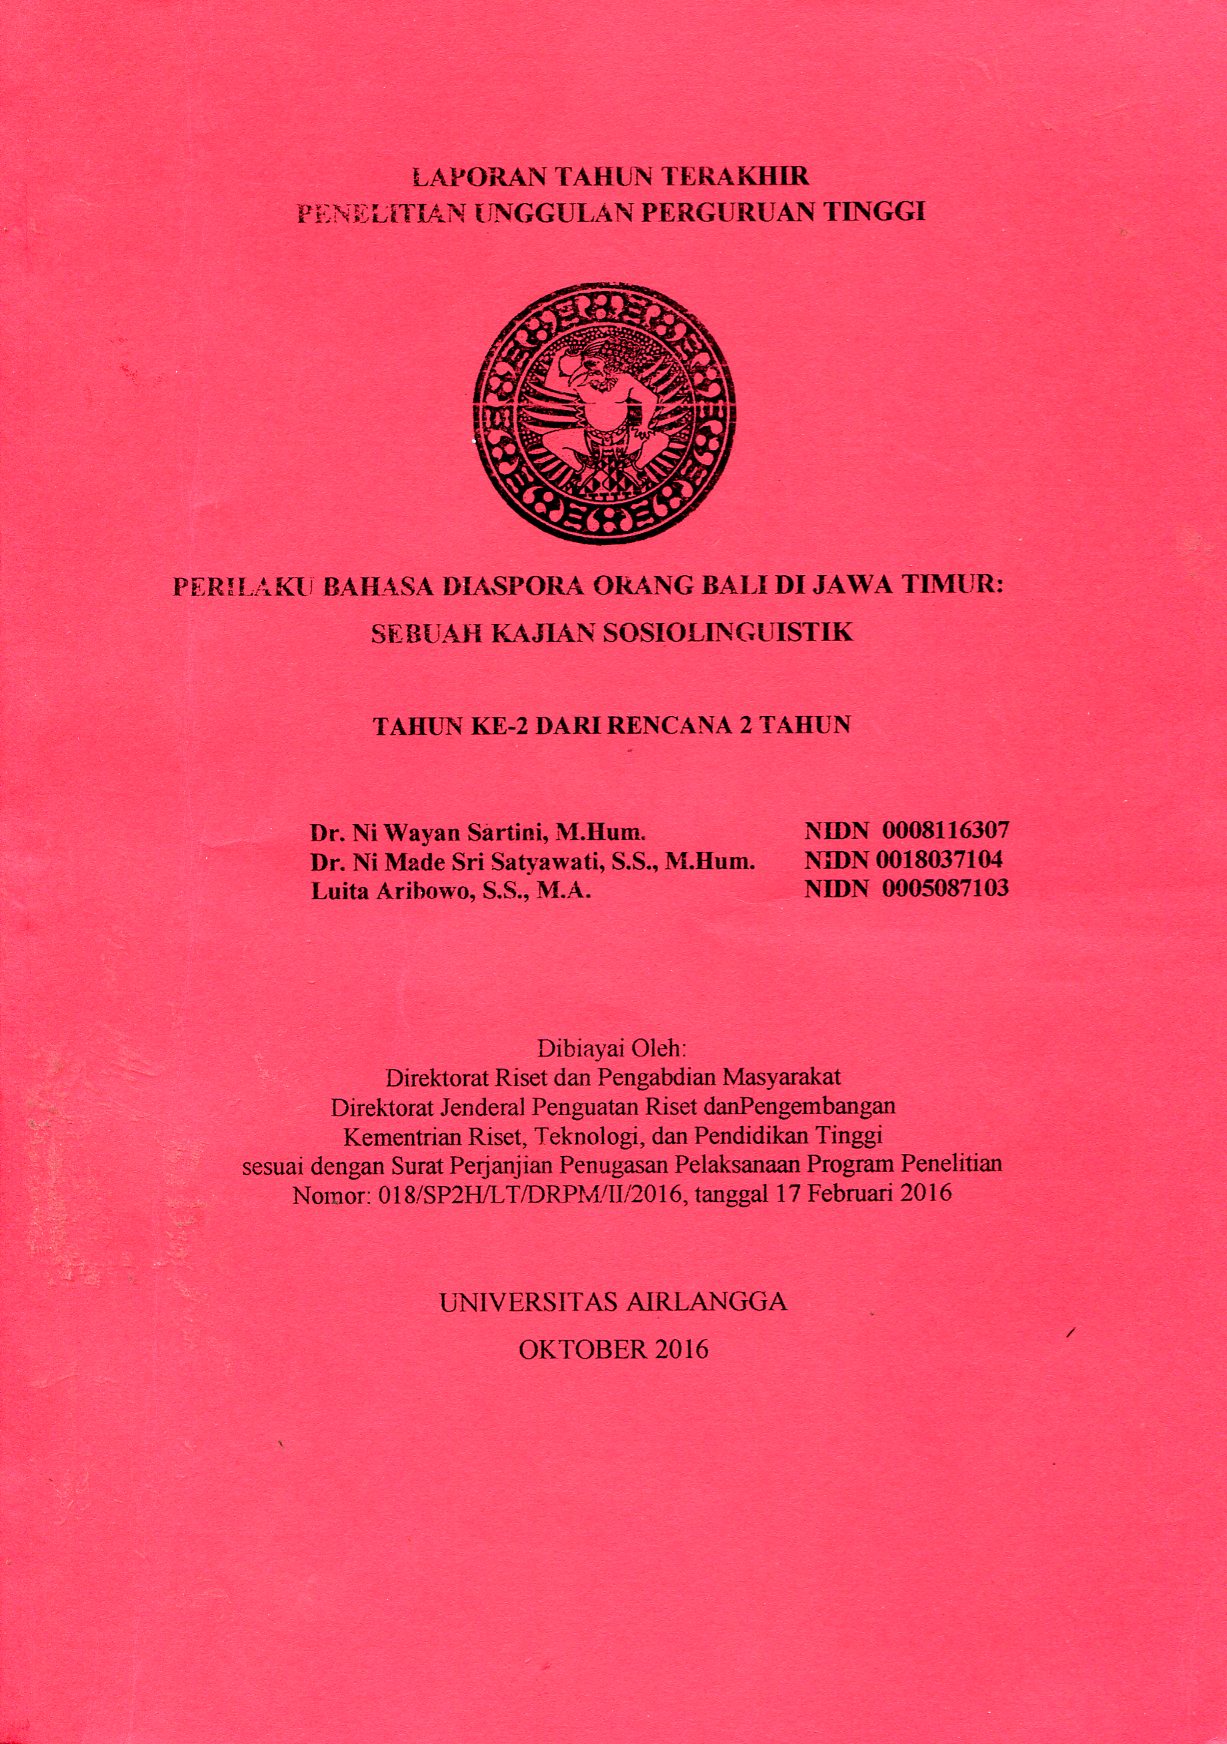 LAPORAN TAHUN TERAKHIR
PENELITIAN UNGGULAN PERGURUAN TINGGI
PERILAKU BAHASA DIASPORA ORANG BALI DI JAWA TIMUR:
SEBUAH KAJIAN SOSIOLINGUISTIK
TAHUN KE-2 DARI RENCANA 2 TAHUN
Dr. Ni Wayan Sartini, M.Hum. NIDN 0008116307
Dr. Ni Made Sri Satyawati, S.S., M.Hum. NIDN 0018037104
Luita Aribowo, S.S., M.A. NIDN 0005087103
Dibiayai Oleh:
Direktorat Riset dan Pengabdian Masyarakat
Direktorat Jenderal Penguatan Riset danPengembangan
Kementrian Riset, Teknologi, dan Pendidikan Tinggi
sesuai dengan Surat Perjanjian Penugasan Pelaksanaan Program Penelitian
Nomor: 018/SP2H/LT/DRPM/II/2016, tanggal 17 Februari 2016
UNIVERSITAS AIRLANGGA
OKTOBER 2016